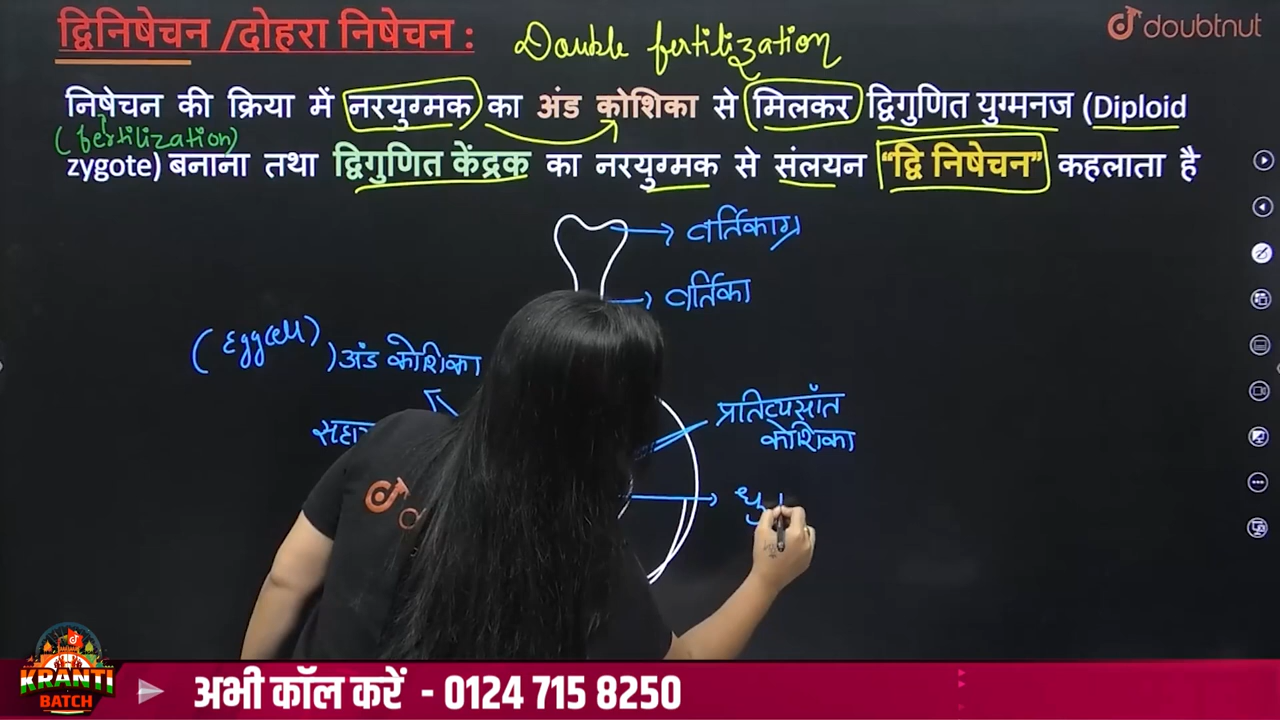 द्विनिषेचन /दोहरा निषेचन : Double fertilization
doubtnut
निषेचन की क्रिया में नरयुग्मक का अंड कोशिका से मिलकर द्विगुणित युग्मनज (Diploid
(fertilization)
zygote) बनाना तथा द्विगुणित केंद्रक का नरयुग्मक से संलयन “द्वि निषेचन” कहलाता है
वर्तिकाग्र
वर्तिका
(Egg cell)
अंड कोशिका
प्रतिव्यसाँत
कोशिका
KRANTI
BATCH
अभी कॉल करें - 0124 715 8250